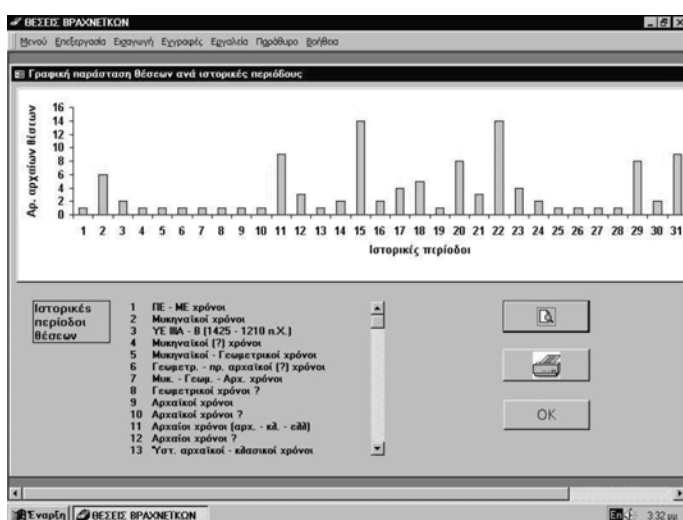 ΘΕΣΕΙΣ ΒΡΑΧΝΕΪΚΩΝ
Μενού Επεξεργασία Εισαγωγή Εγγραφές Εργαλεία Παράθυρο Βοήθεια
Γραφική παράσταση θέσεων ανά ιστορικές περιόδους
Αρ. αρχαίων θέσεων
16
14
12
10
8
6
4
2
0
1 2 3 4 5 6 7 8 9 10 11 12 13 14 15 16 17 18 19 20 21 22 23 24 25 26 27 28 29 30 31
Ιστορικές περίοδοι
Ιστορικές
περίοδοι
θέσεων
1 ΠΕ - ΜΕ χρόνοι
2 Μυκηναϊκοί χρόνοι
3 ΥΕ ΙΙΙΑ - Β (1425 - 1210 π.Χ.)
4 Μυκηναϊκοί (?) χρόνοι
5 Μυκηναϊκοί - Γεωμετρικοί χρόνοι
6 Γεωμετρ. - πρ. αρχαϊκοί (?) χρόνοι
7 Μυκ. - Γεωμ. - Αρχ. χρόνοι
8 Γεωμετρικοί χρόνοι ?
9 Αρχαϊκοί χρόνοι
10 Αρχαϊκοί χρόνοι ?
11 Αρχαίοι χρόνοι (αρχ. - κλ. - ελλ)
12 Αρχαίοι χρόνοι ?
13 Ύστ. αρχαϊκοί - κλασικοί χρόνοι
OK
Έναρξη ΘΕΣΕΙΣ ΒΡΑΧΝΕΪΚΩΝ En 3:32 μμ